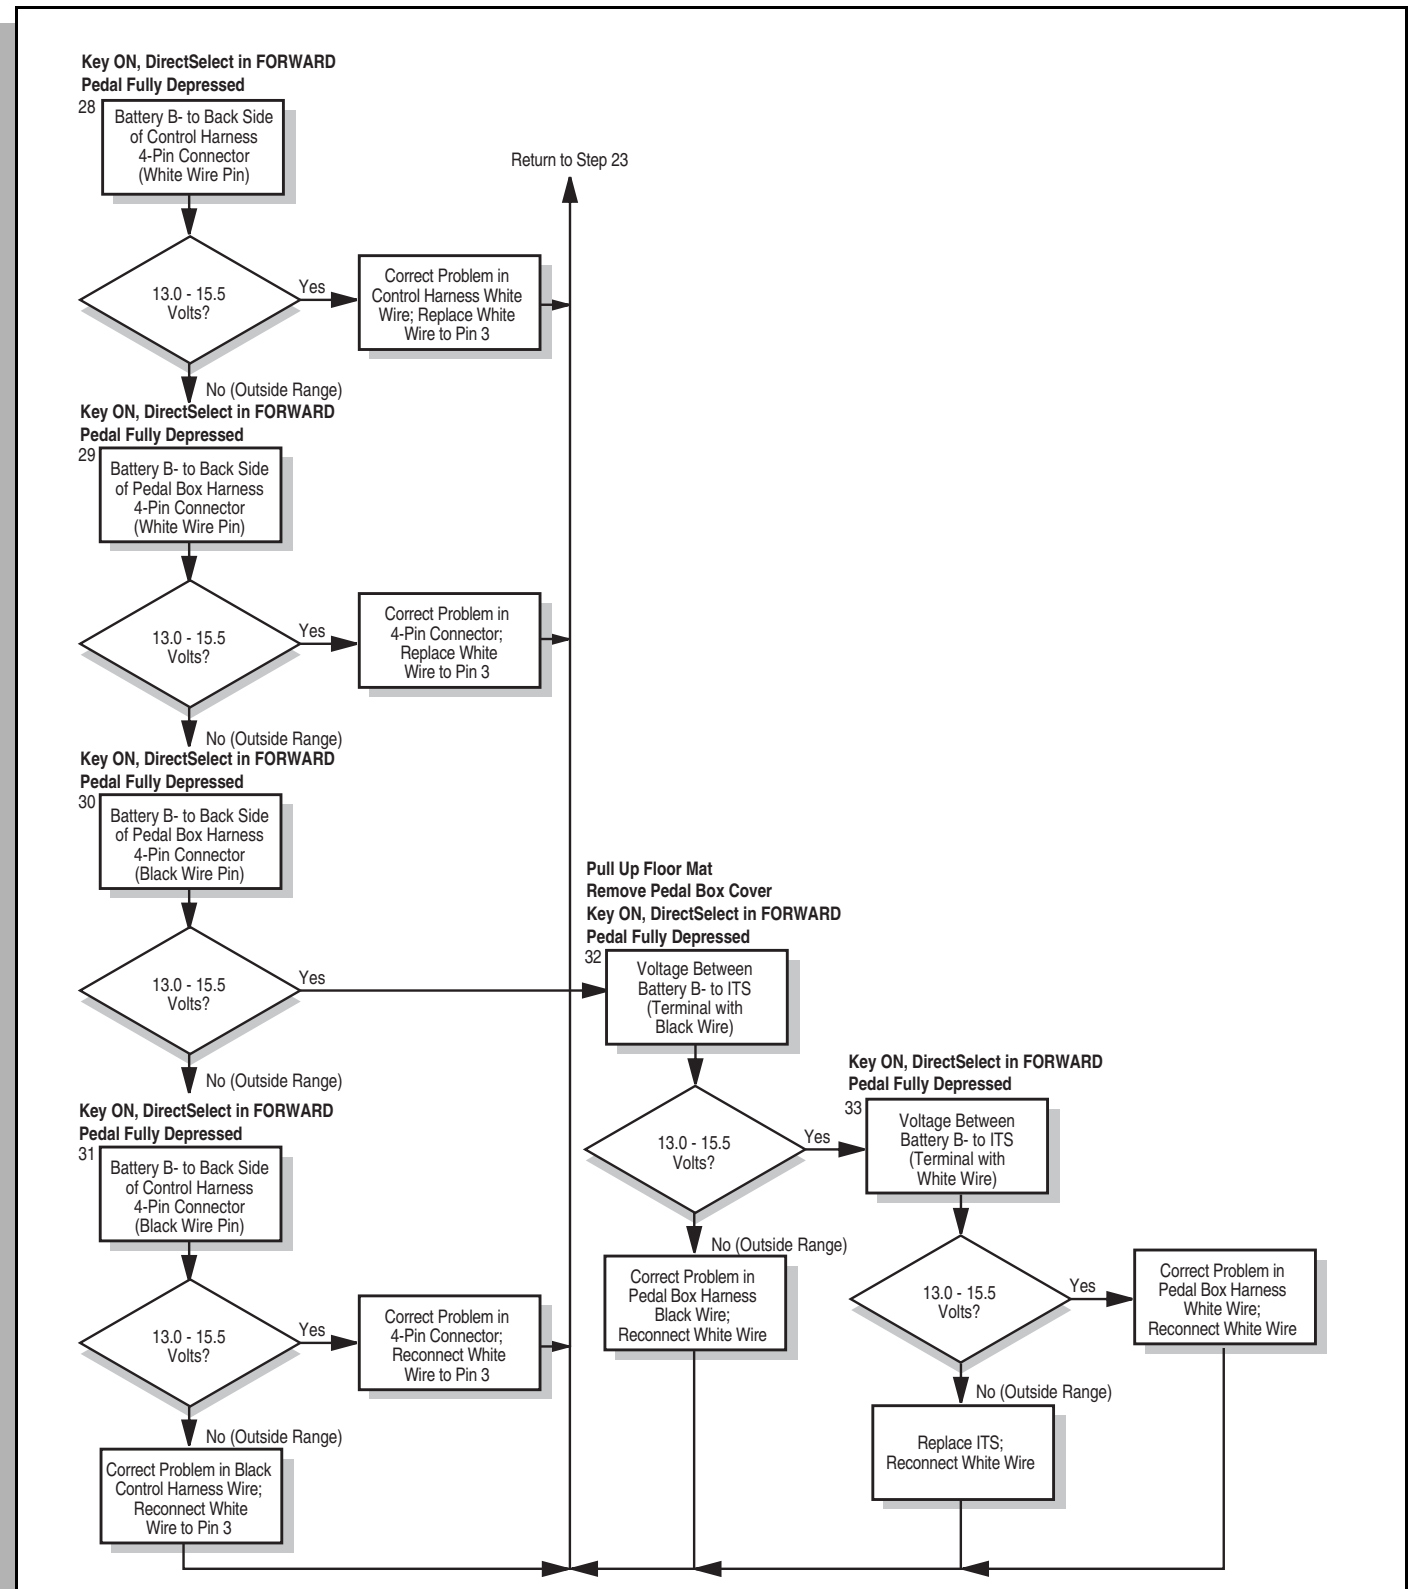 Key ON, DirectSelect in FORWARD
Pedal Fully Depressed
28
Battery B- to Back Side
of Control Harness
4-Pin Connector
(White Wire Pin)
Return to Step 23
13.0 - 15.5
Volts?
Yes
Correct Problem in
Control Harness White
Wire; Replace White
Wire to Pin 3
No (Outside Range)
Key ON, DirectSelect in FORWARD
Pedal Fully Depressed
29
Battery B- to Back Side
of Pedal Box Harness
4-Pin Connector
(White Wire Pin)
13.0 - 15.5
Volts?
Yes
Correct Problem in
4-Pin Connector;
Replace White
Wire to Pin 3
No (Outside Range)
Key ON, DirectSelect in FORWARD
Pedal Fully Depressed
30
Battery B- to Back Side
of Pedal Box Harness
4-Pin Connector
(Black Wire Pin)
13.0 - 15.5
Volts?
Yes
No (Outside Range)
Pull Up Floor Mat
Remove Pedal Box Cover
Key ON, DirectSelect in FORWARD
Pedal Fully Depressed
32
Voltage Between
Battery B- to ITS
(Terminal with
Black Wire)
13.0 - 15.5
Volts?
Yes
No (Outside Range)
Correct Problem in
Pedal Box Harness
Black Wire;
Reconnect White Wire
Key ON, DirectSelect in FORWARD
Pedal Fully Depressed
33
Voltage Between
Battery B- to ITS
(Terminal with
White Wire)
13.0 - 15.5
Volts?
Yes
Correct Problem in
Pedal Box Harness
White Wire;
Reconnect White Wire
No (Outside Range)
Replace ITS;
Reconnect White Wire
Key ON, DirectSelect in FORWARD
Pedal Fully Depressed
31
Battery B- to Back Side
of Control Harness
4-Pin Connector
(Black Wire Pin)
13.0 - 15.5
Volts?
Yes
Correct Problem in
4-Pin Connector;
Reconnect White
Wire to Pin 3
No (Outside Range)
Correct Problem in Black
Control Harness Wire;
Reconnect White
Wire to Pin 3